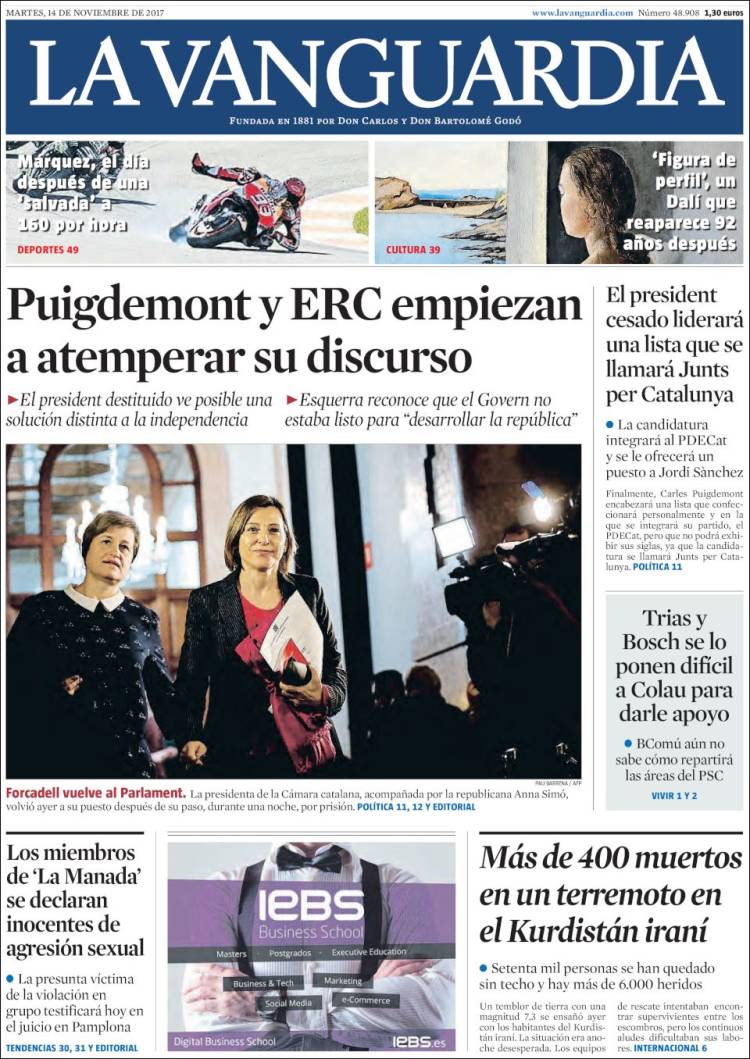 MARTES, 14 DE NOVIEMBRE DE 2017
www.lavanguardia.com Número 48.908 1,30 euros
LA VANGUARDIA
FUNDADA EN 1881 POR DON CARLOS Y DON BARTOLOMÉ GODÓ
Márquez, el día
después de una
‘salvada’ a
160 por hora
DEPORTES 49
‘Figura de
perfil’, un
Dalí que
reaparece 92
años después
CULTURA 39
Puigdemont y ERC empiezan
a atemperar su discurso
►El president destituido ve posible una
solución distinta a la independencia
►Esquerra reconoce que el Govern no
estaba listo para “desarrollar la república”
PAU BARRENA / AFP
Forcadell vuelve al Parlament. La presidenta de la Cámara catalana, acompañada por la republicana Anna Simó,
volvió ayer a su puesto después de su paso, durante una noche, por prisión. POLÍTICA 11, 12 Y EDITORIAL
El president
cesado liderará
una lista que se
llamará Junts
per Catalunya
● La candidatura
integrará al PDECat
y se le ofrecerá un
puesto a Jordi Sànchez
Finalmente, Carles Puigdemont
encabezará una lista que confec-
cionará personalmente y en la
que se integrará su partido, el
PDECat, pero que no podrá exhi-
bir sus siglas, ya que la candida-
tura se llamará Junts per Cata-
lunya. POLÍTICA 11
Trias y
Bosch se lo
ponen difícil
a Colau para
darle apoyo
● BComú aún no
sabe cómo repartirá
las áreas del PSC
VIVIR 1 Y 2
Los miembros
de ‘La Manada’
se declaran
inocentes de
agresión sexual
● La presunta víctima
de la violación en
grupo testificará hoy en
el juicio en Pamplona
TENDENCIAS 30, 31 Y EDITORIAL
IEBS
Business School
Masters · Postgrados · Executive Education
Business & Tech
Marketing
Social Media
e-Commerce
Digital Business School
IEBS.es
Más de 400 muertos
en un terremoto en
el Kurdistán iraní
● Setenta mil personas se han quedado
sin techo y hay más de 6.000 heridos
Un temblor de tierra con una
magnitud 7,3 se ensañó ayer
con los habitantes del Kurdis-
tán iraní. La situación era ano-
che desesperada. Los equipos
de rescate intentaban encon-
trar supervivientes entre los
escombros, pero los continuos
aludes dificultaban sus labo-
res. INTERNACIONAL 6